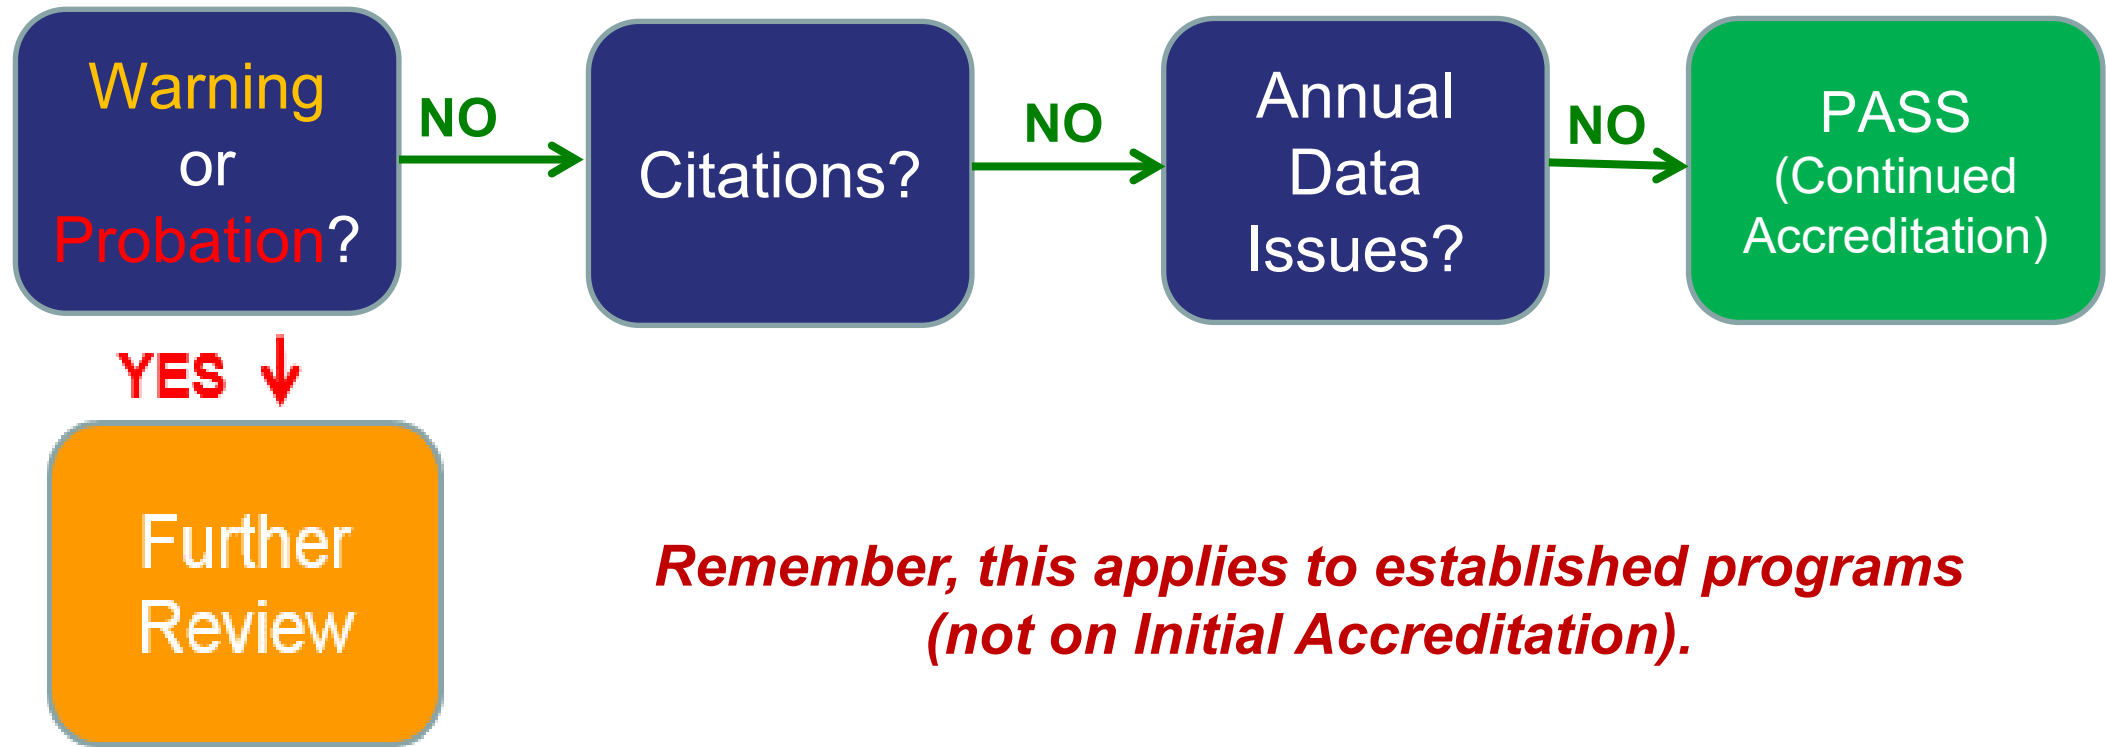 Warning
or
Probation?
NO
Citations?
NO
Annual
Data
Issues?
NO
PASS
(Continued
Accreditation)
YES
Further
Review
Remember, this applies to established programs
(not on Initial Accreditation).